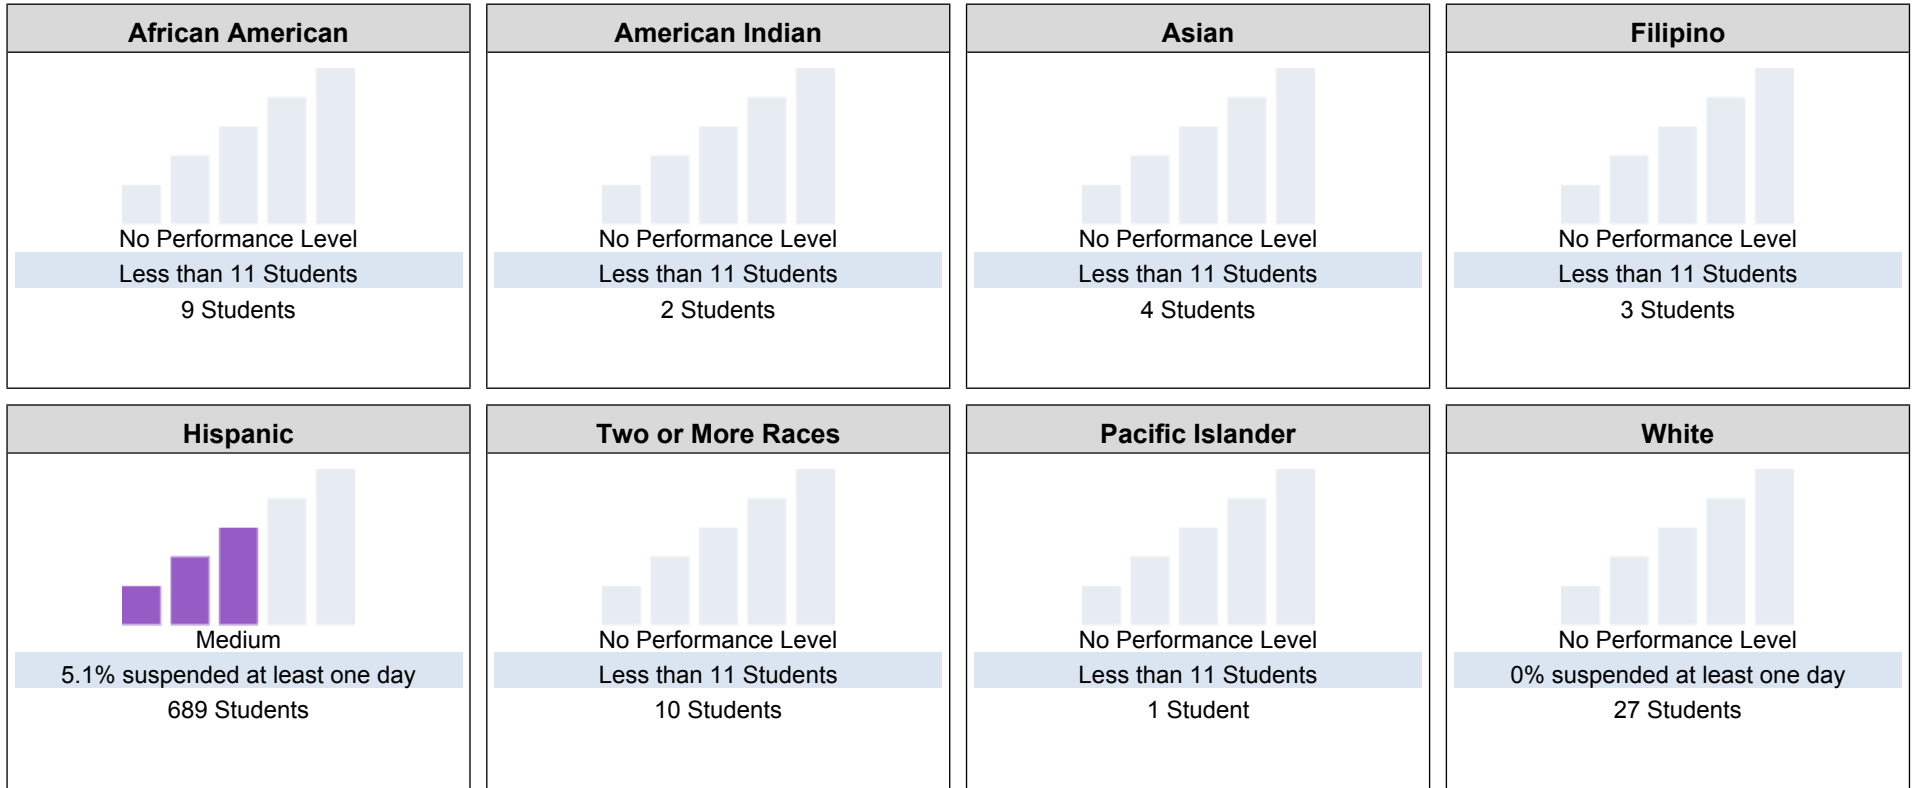 African American
No Performance Level
Less than 11 Students
9 Students
American Indian
No Performance Level
Less than 11 Students
2 Students
Asian
No Performance Level
Less than 11 Students
4 Students
Filipino
No Performance Level
Less than 11 Students
3 Students
Hispanic
Medium
5.1% suspended at least one day
689 Students
Two or More Races
No Performance Level
Less than 11 Students
10 Students
Pacific Islander
No Performance Level
Less than 11 Students
1 Student
White
No Performance Level
0% suspended at least one day
27 Students